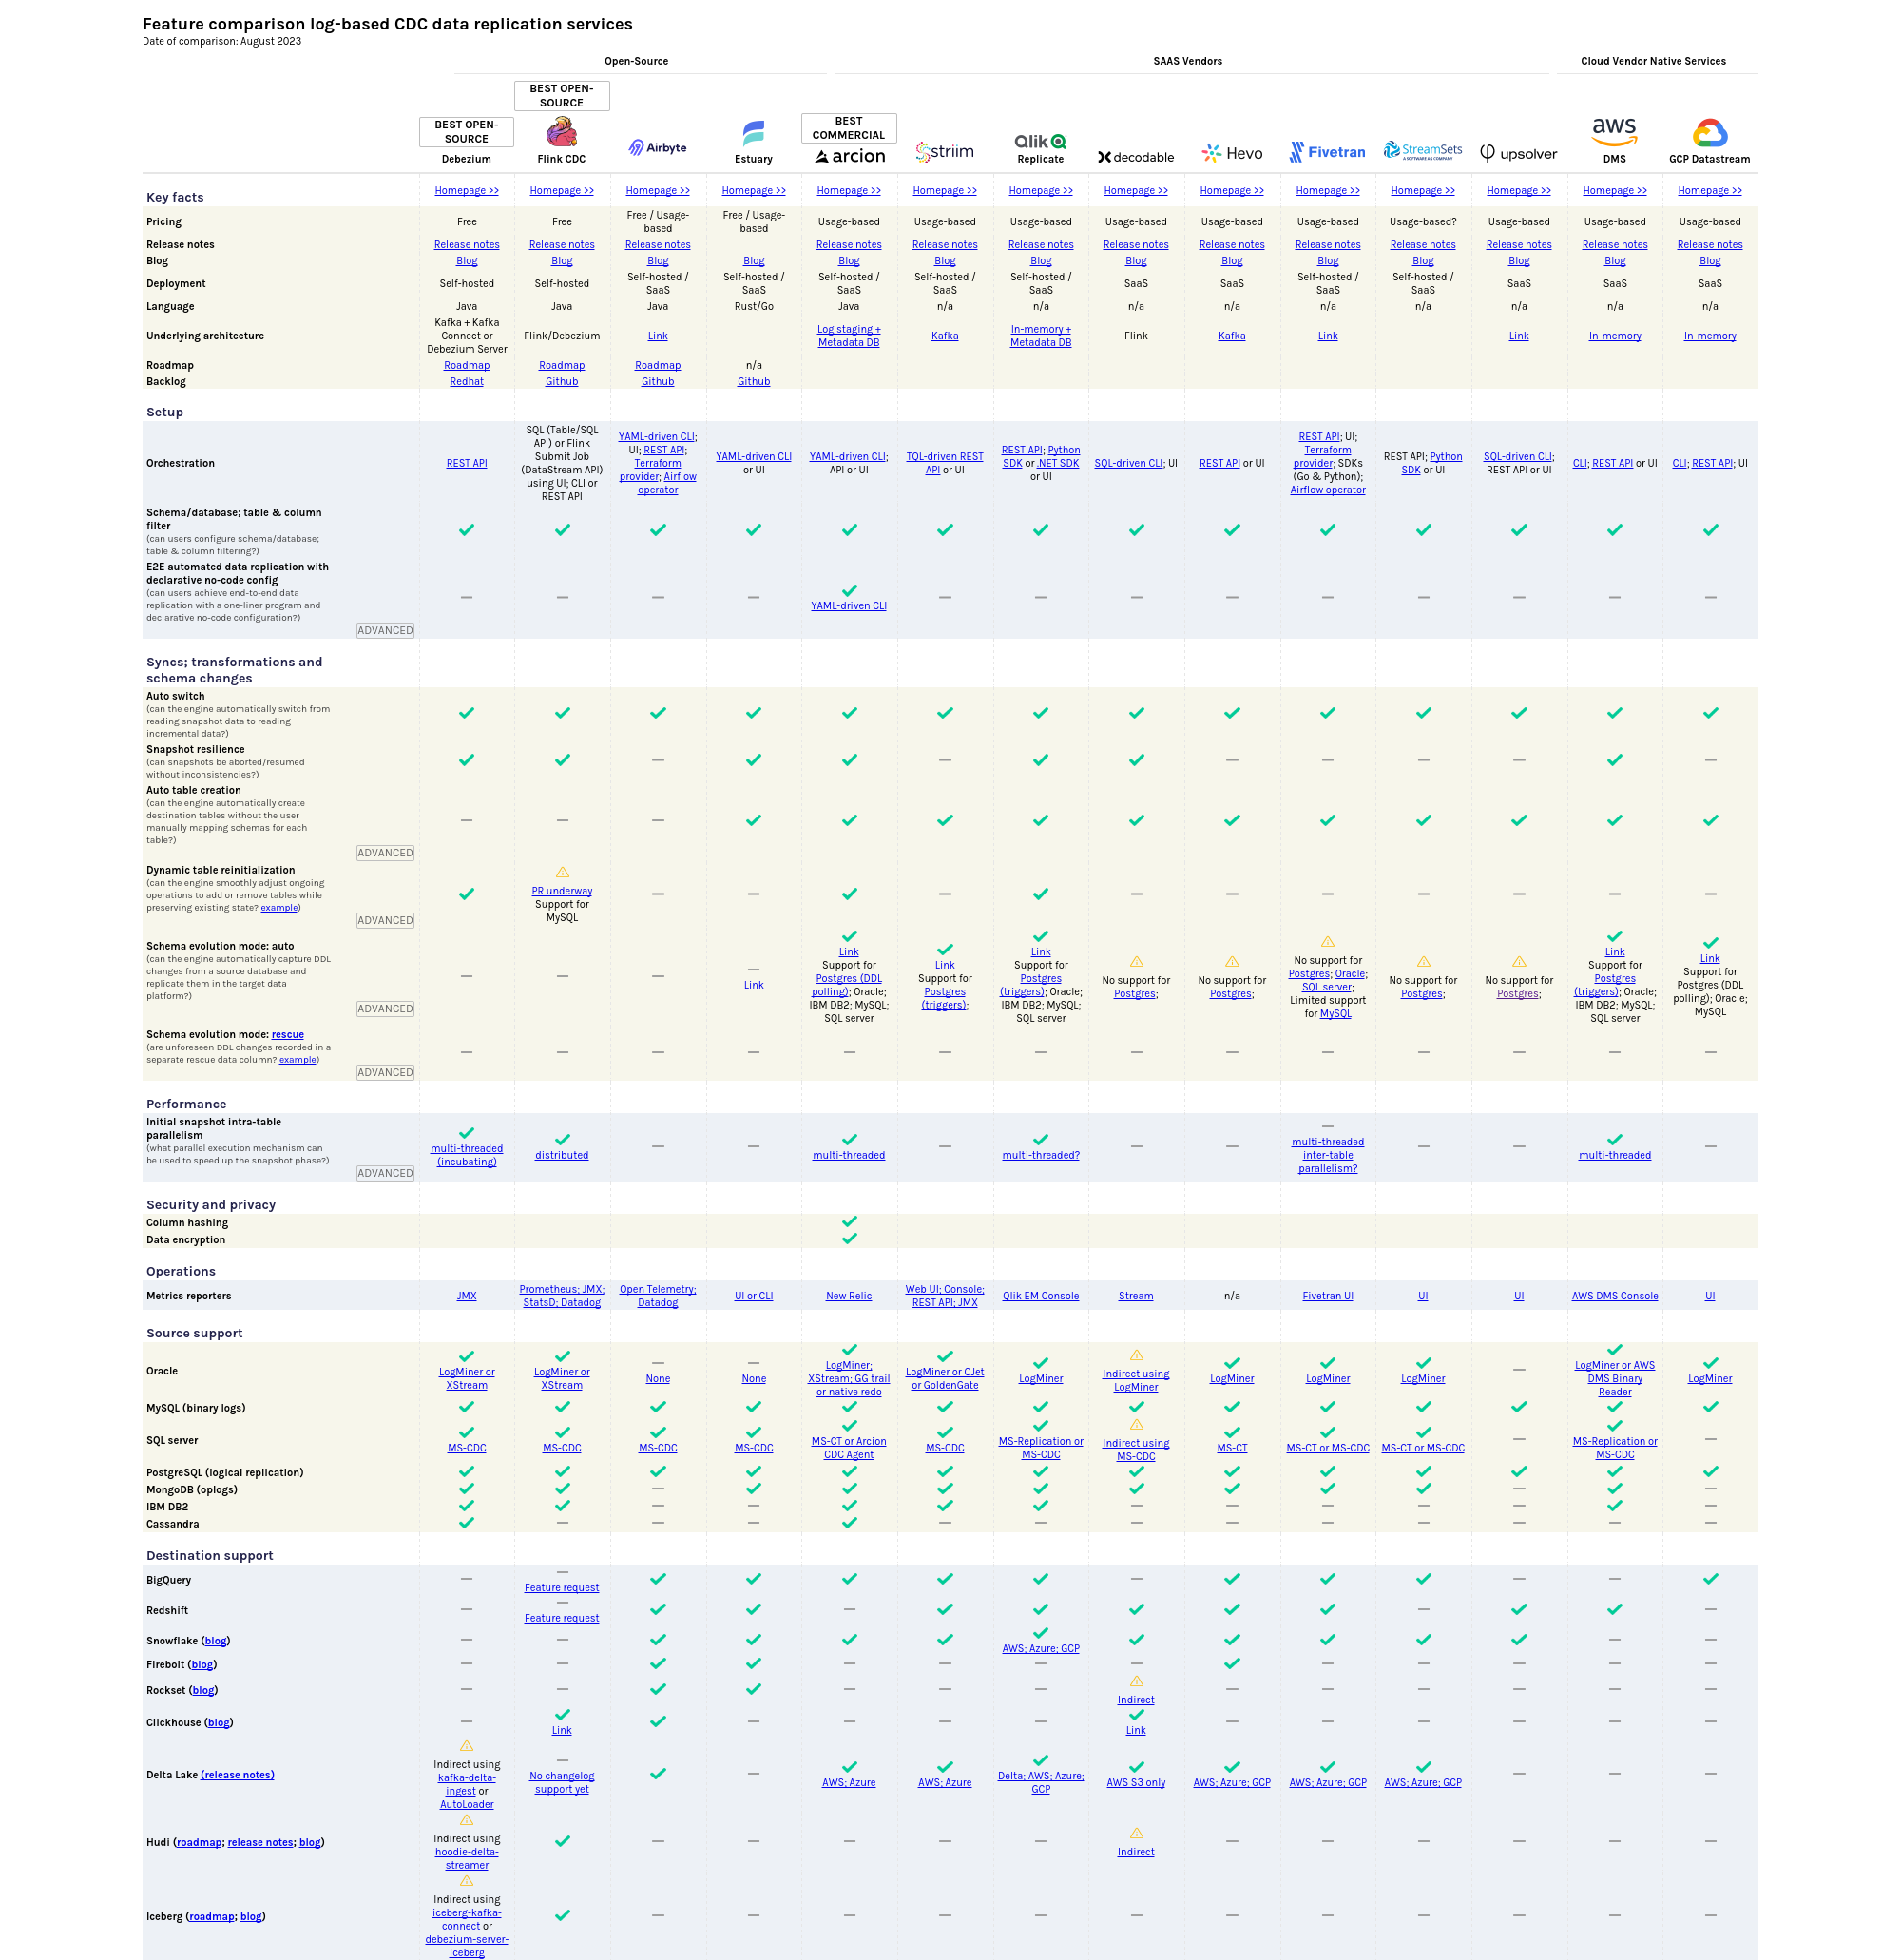 Feature comparison log-based CDC data replication services
Date of comparison: August 2023
Open-Source
SAAS Vendors
Cloud Vendor Native Services
BEST OPEN-
SOURCE
Debezium
BEST OPEN-
SOURCE
Flink CDC
Airbyte
Estuary
BEST
COMMERCIAL
arcion
striim
Qlik
Replicate
decodable
Hevo
Fivetran
StreamSets
A SOFTWARE AG COMPANY
upsolver
aws
DMS
GCP Datastream
Key facts
Homepage >> Homepage >> Homepage >> Homepage >> Homepage >> Homepage >> Homepage >> Homepage >> Homepage >> Homepage >> Homepage >> Homepage >> Homepage >> Homepage >>
Pricing
Free
Free
Free / Usage-
based
Free / Usage-
based
Usage-based Usage-based Usage-based Usage-based Usage-based Usage-based Usage-based? Usage-based Usage-based Usage-based
Release notes
Release notes Release notes Release notes Release notes Release notes Release notes Release notes Release notes Release notes Release notes Release notes Release notes Release notes
Blog
Blog Blog Blog Blog Blog Blog Blog Blog Blog Blog Blog Blog Blog Blog
Deployment
Self-hosted
Self-hosted
Self-hosted /
SaaS
Self-hosted /
SaaS
Self-hosted /
SaaS
Self-hosted /
SaaS
Self-hosted /
SaaS
SaaS
SaaS
Self-hosted /
SaaS
Self-hosted /
SaaS
SaaS
SaaS
SaaS
Language
Java Java Java Rust/Go Java n/a n/a n/a n/a n/a n/a n/a n/a n/a
Underlying architecture
Kafka + Kafka
Connect or
Debezium Server
Flink/Debezium
Link
Log staging +
Metadata DB
Kafka
In-memory +
Metadata DB
Flink
Kafka
Link
Link
In-memory
In-memory
Roadmap
Roadmap Roadmap Roadmap n/a
Backlog
Redhat Github Github Github
Setup
Orchestration
REST API
SQL (Table/SQL
API) or Flink
Submit Job
(DataStream API)
using UI; CLI or
REST API
YAML-driven CLI;
UI; REST API;
Terraform
provider; Airflow
operator
YAML-driven CLI
or UI
YAML-driven CLI;
API or UI
TQL-driven REST
API or UI
REST API; Python
SDK or .NET SDK
or UI
SQL-driven CLI; UI
REST API or UI
REST API; UI;
Terraform
provider; SDKs
(Go & Python);
Airflow operator
REST API; Python
SDK or UI
SQL-driven CLI;
REST API or UI
CLI; REST API or UI
CLI; REST API; UI
Schema/database; table & column
filter
(can users configure schema/database;
table & column filtering?)
E2E automated data replication with
declarative no-code config
(can users achieve end-to-end data
replication with a one-liner program and
declarative no-code configuration?)
ADVANCED
YAML-driven CLI
Syncs; transformations and
schema changes
Auto switch
(can the engine automatically switch from
reading snapshot data to reading
incremental data?)
Snapshot resilience
(can snapshots be aborted/resumed
without inconsistencies?)
Auto table creation
(can the engine automatically create
destination tables without the user
manually mapping schemas for each
table?)
ADVANCED
Dynamic table reinitialization
(can the engine smoothly adjust ongoing
operations to add or remove tables while
preserving existing state? example)
ADVANCED
PR underway
Support for
MySQL
Schema evolution mode: auto
(can the engine automatically capture DDL
changes from a source database and
replicate them in the target data
platform?)
ADVANCED
Link
Link
Support for
Postgres (DDL
polling); Oracle;
IBM DB2; MySQL;
SQL server
Link
Support for
Postgres
(triggers);
Link
Support for
Postgres
(triggers); Oracle;
IBM DB2; MySQL;
SQL server
No support for
Postgres;
No support for
Postgres;
No support for
Postgres; Oracle;
SQL server;
Limited support
for MySQL
No support for
Postgres;
No support for
Postgres;
Link
Support for
Postgres
(triggers); Oracle;
IBM DB2; MySQL;
SQL server
Link
Support for
Postgres (DDL
polling); Oracle;
MySQL
Schema evolution mode: rescue
(are unforeseen DDL changes recorded in a
separate rescue data column? example)
ADVANCED
Performance
Initial snapshot intra-table
parallelism
(what parallel execution mechanism can
be used to speed up the snapshot phase?)
ADVANCED
multi-threaded
(incubating)
distributed
multi-threaded
multi-threaded?
multi-threaded
inter-table
parallelism?
multi-threaded
Security and privacy
Column hashing
Data encryption
Operations
Metrics reporters
JMX
Prometheus; JMX;
StatsD; Datadog
Open Telemetry;
Datadog
UI or CLI
New Relic
Web UI; Console;
REST API; JMX
Qlik EM Console
Stream
n/a
Fivetran UI
UI
UI
AWS DMS Console
UI
Source support
Oracle
LogMiner or
XStream
LogMiner or
XStream
None
None
LogMiner;
XStream; GG trail
or native redo
LogMiner or OJet
or GoldenGate
LogMiner
Indirect using
LogMiner
LogMiner
LogMiner
LogMiner
LogMiner or AWS
DMS Binary
Reader
LogMiner
MySQL (binary logs)
SQL server
MS-CDC
MS-CDC
MS-CDC
MS-CDC
MS-CT or Arcion
CDC Agent
MS-CDC
MS-Replication or
MS-CDC
Indirect using
MS-CDC
MS-CT
MS-CT or MS-CDC
MS-CT or MS-CDC
MS-Replication or
MS-CDC
PostgreSQL (logical replication)
MongoDB (oplogs)
IBM DB2
Cassandra
Destination support
BigQuery
Feature request
Redshift
Feature request
Snowflake (blog)
AWS; Azure; GCP
Firebolt (blog)
Rockset (blog)
Indirect
Clickhouse (blog)
Link
Link
Delta Lake (release notes)
Indirect using
kafka-delta-
ingest or
AutoLoader
No changelog
support yet
AWS; Azure
AWS; Azure
Delta; AWS; Azure;
GCP
AWS S3 only
AWS; Azure; GCP
AWS; Azure; GCP
AWS; Azure; GCP
Hudi (roadmap; release notes; blog)
Indirect using
hoodie-delta-
streamer
Indirect
Iceberg (roadmap; blog)
Indirect using
iceberg-kafka-
connect or
debezium-server-
iceberg